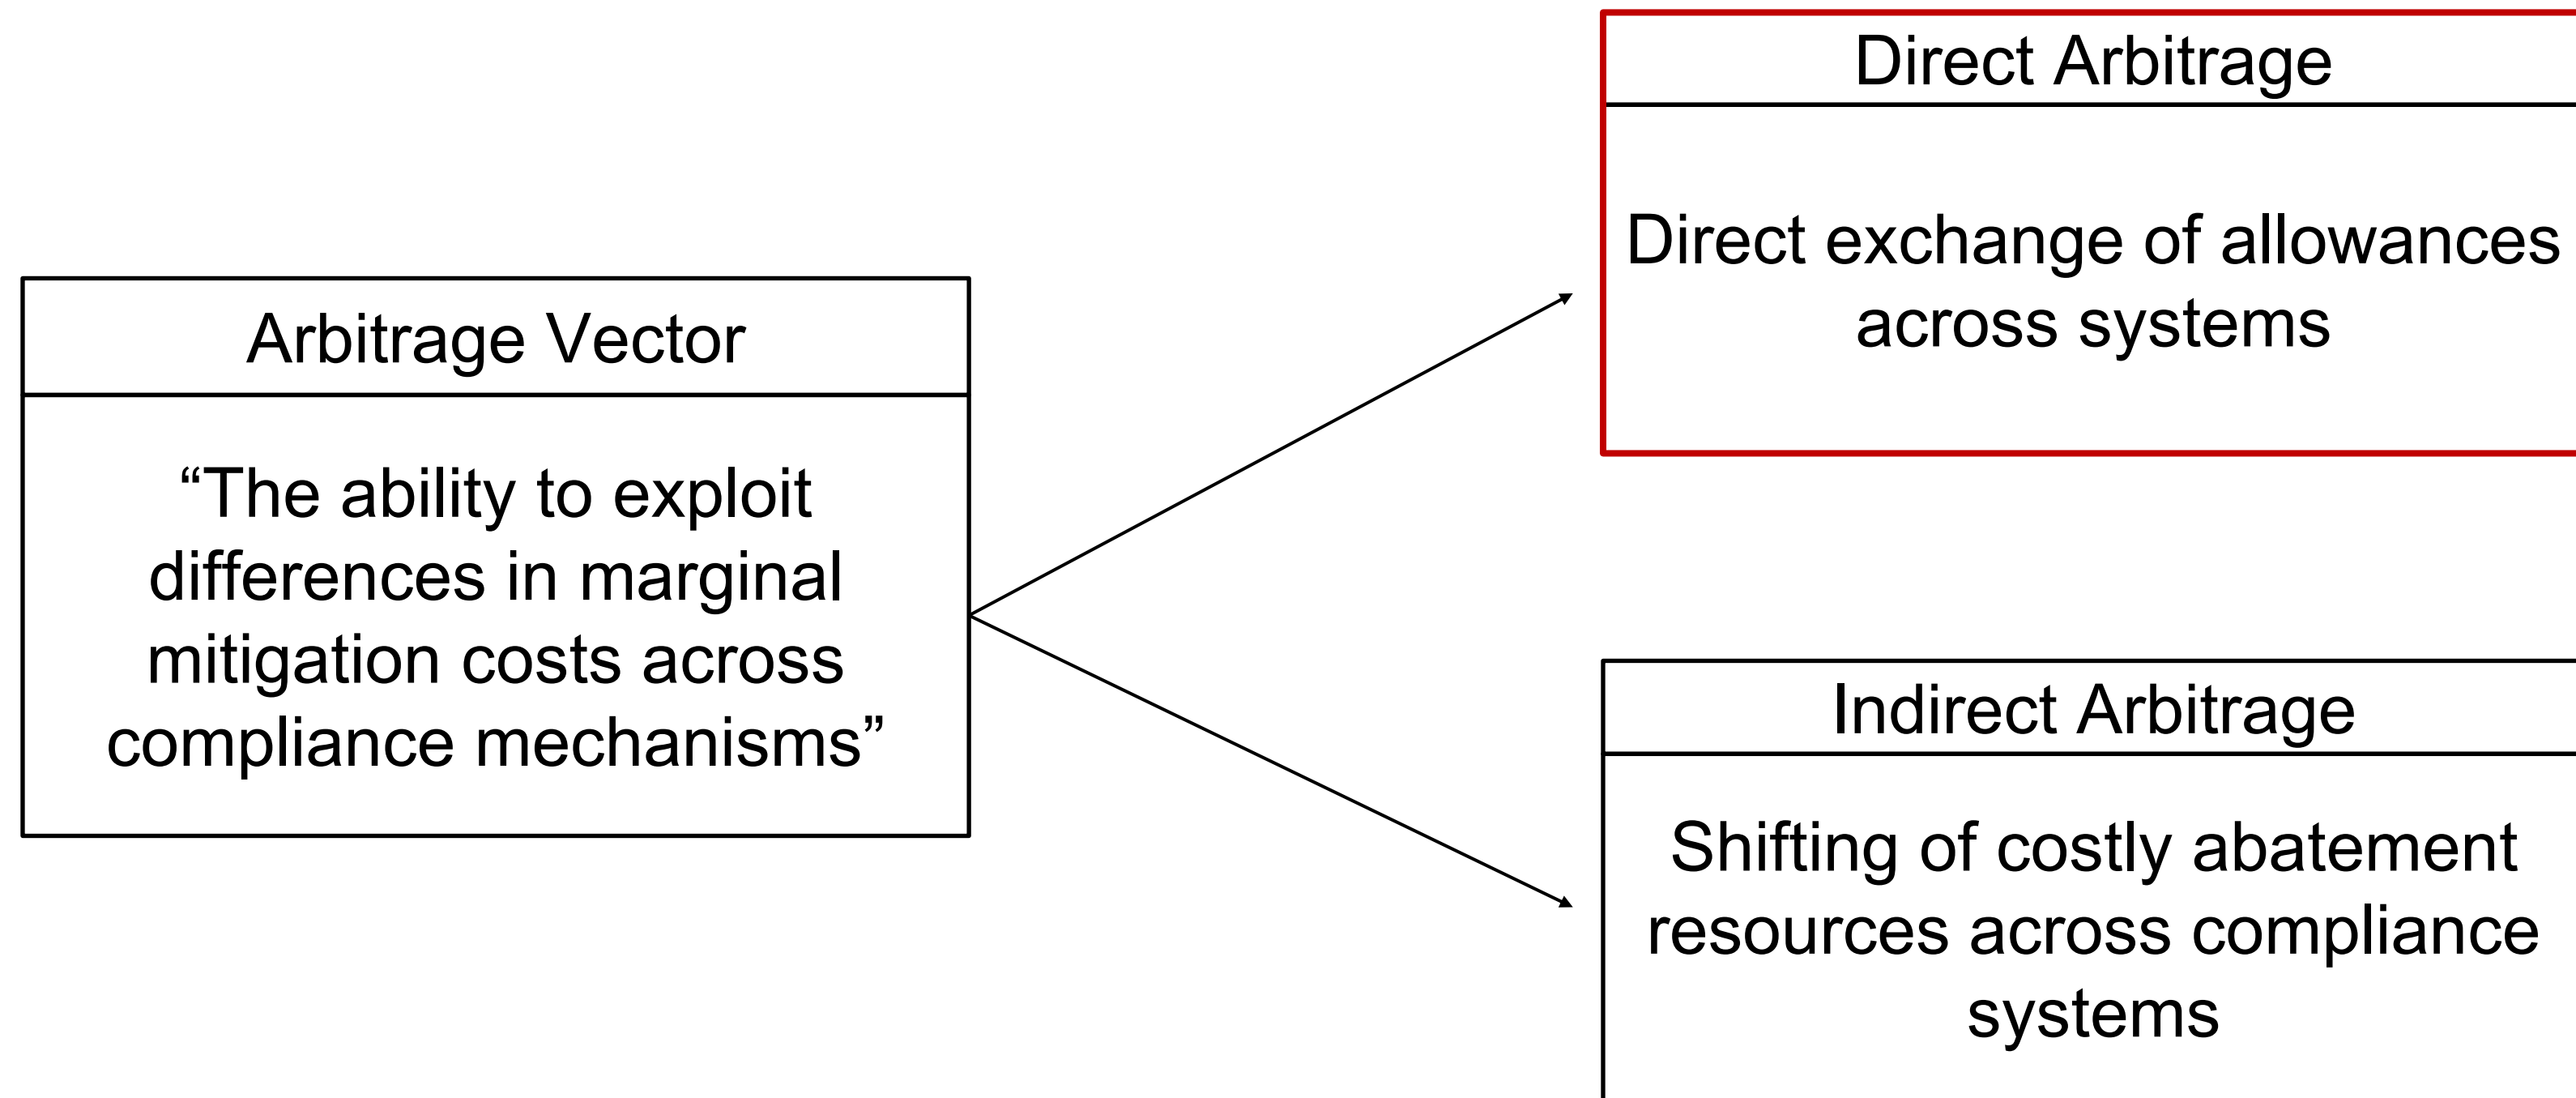 Arbitrage Vector
“The ability to exploit
differences in marginal
mitigation costs across
compliance mechanisms”
Direct Arbitrage
Direct exchange of allowances
across systems
Indirect Arbitrage
Shifting of costly abatement
resources across compliance
systems